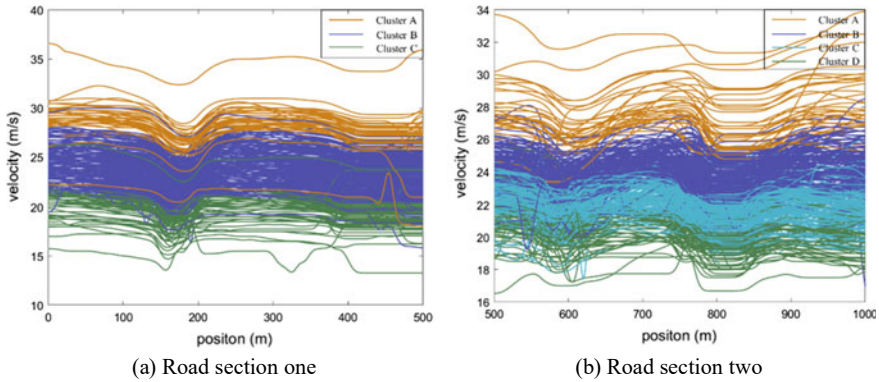 40
35
30
25
20
15
10
velocity (m/s)
Cluster A
Cluster B
Cluster C
0
100
200
300
400
500
positon (m)
(a) Road section one
34
32
30
28
26
24
22
20
18
16
velocity (m/s)
Cluster A
Cluster B
Cluster C
Cluster D
500
600
700
800
900
1000
positon (m)
(b) Road section two